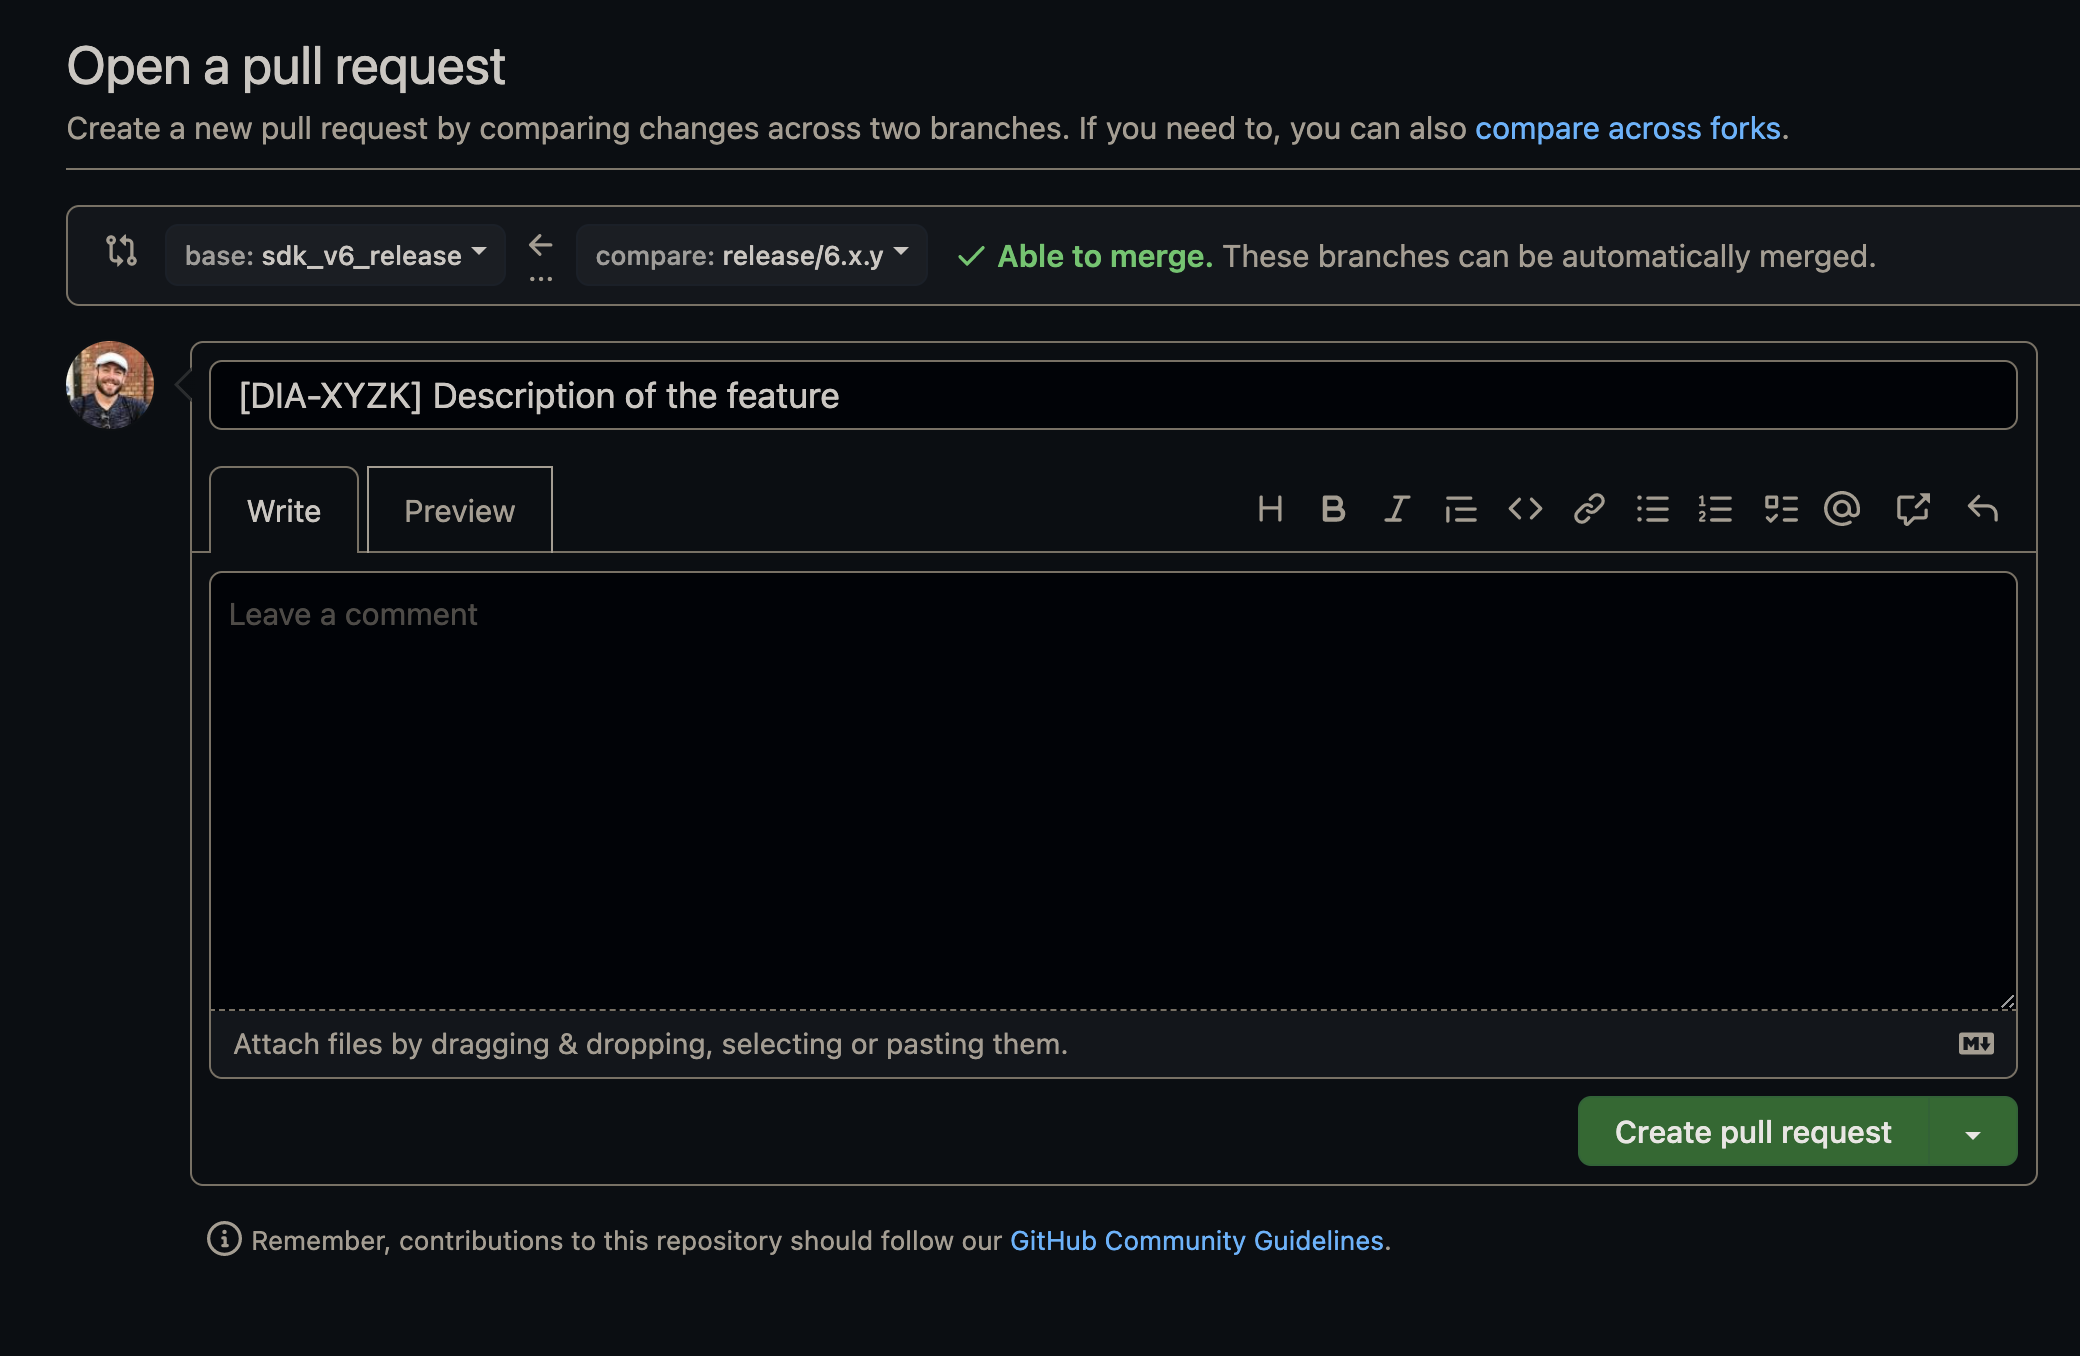 Open a pull request
Create a new pull request by comparing changes across two branches. If you need to, you can also compare across forks.
base: sdk_v6_release ← ... compare: release/6.x.y ✓ Able to merge. These branches can be automatically merged.
[DIA-XYZK] Description of the feature
Write Preview
Leave a comment
Attach files by dragging & dropping, selecting or pasting them.
Create pull request
Remember, contributions to this repository should follow our GitHub Community Guidelines.